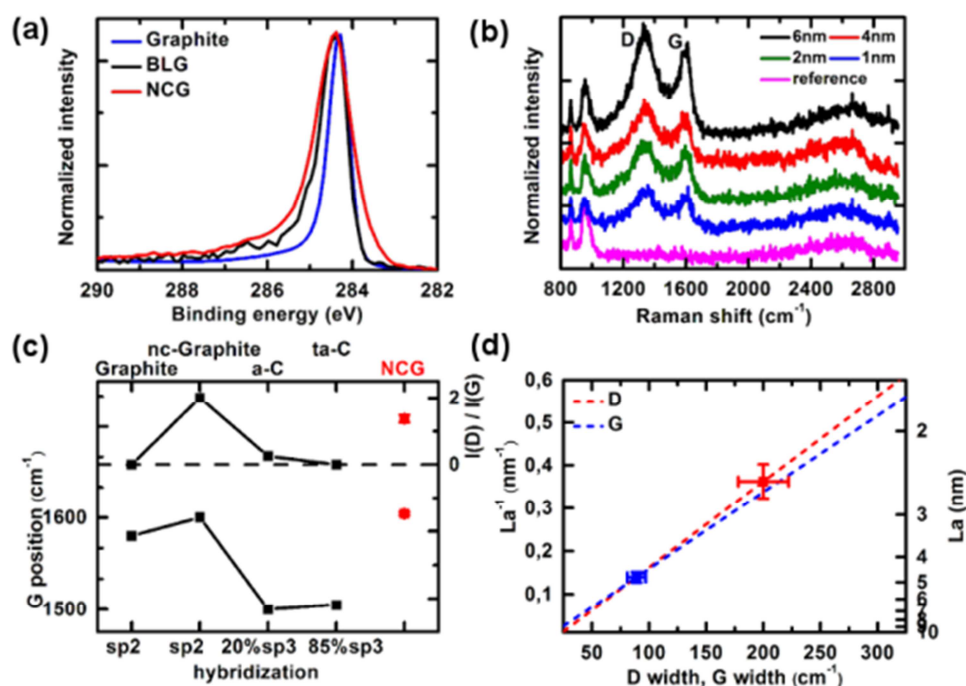 (a)
Graphite
BLG
NCG
Normalized intensity
290 288 286 284 282
Binding energy (eV)
(b)
D G
6nm 4nm
2nm 1nm
reference
Normalized intensity
800 1200 1600 2000 2400 2800
Raman shift (cm-1)
(c)
nc-Graphite ta-C
Graphite a-C NCG
G position (cm-1)
1600
1500
2
0
I(D) / I(G)
sp2 sp2 20%sp3 85%sp3
hybridization
(d)
D
G
La-1 (nm-1)
0,6
0,5
0,4
0,3
0,2
0,1
2
3
4
5
6
10
La (nm)
50 100 150 200 250 300
D width, G width (cm-1)